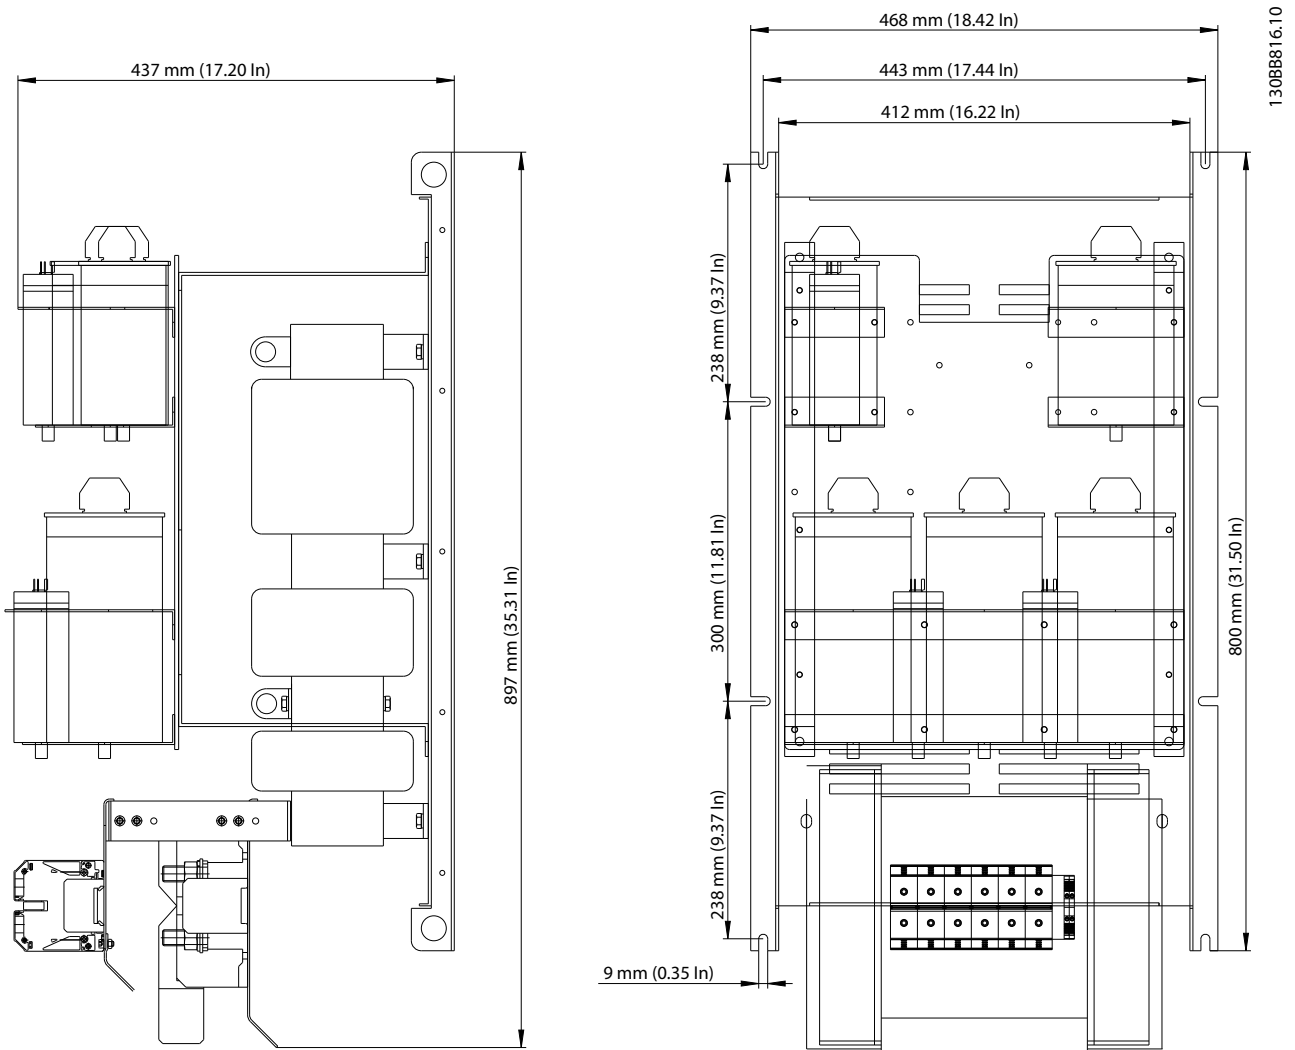 468 mm (18.42 In)
130BB816.10
437 mm (17.20 In)
443 mm (17.44 In)
412 mm (16.22 In)
238 mm (9.37 In)
300 mm (11.81 In)
800 mm (31.50 In)
897 mm (35.31 In)
238 mm (9.37 In)
9 mm (0.35 In)